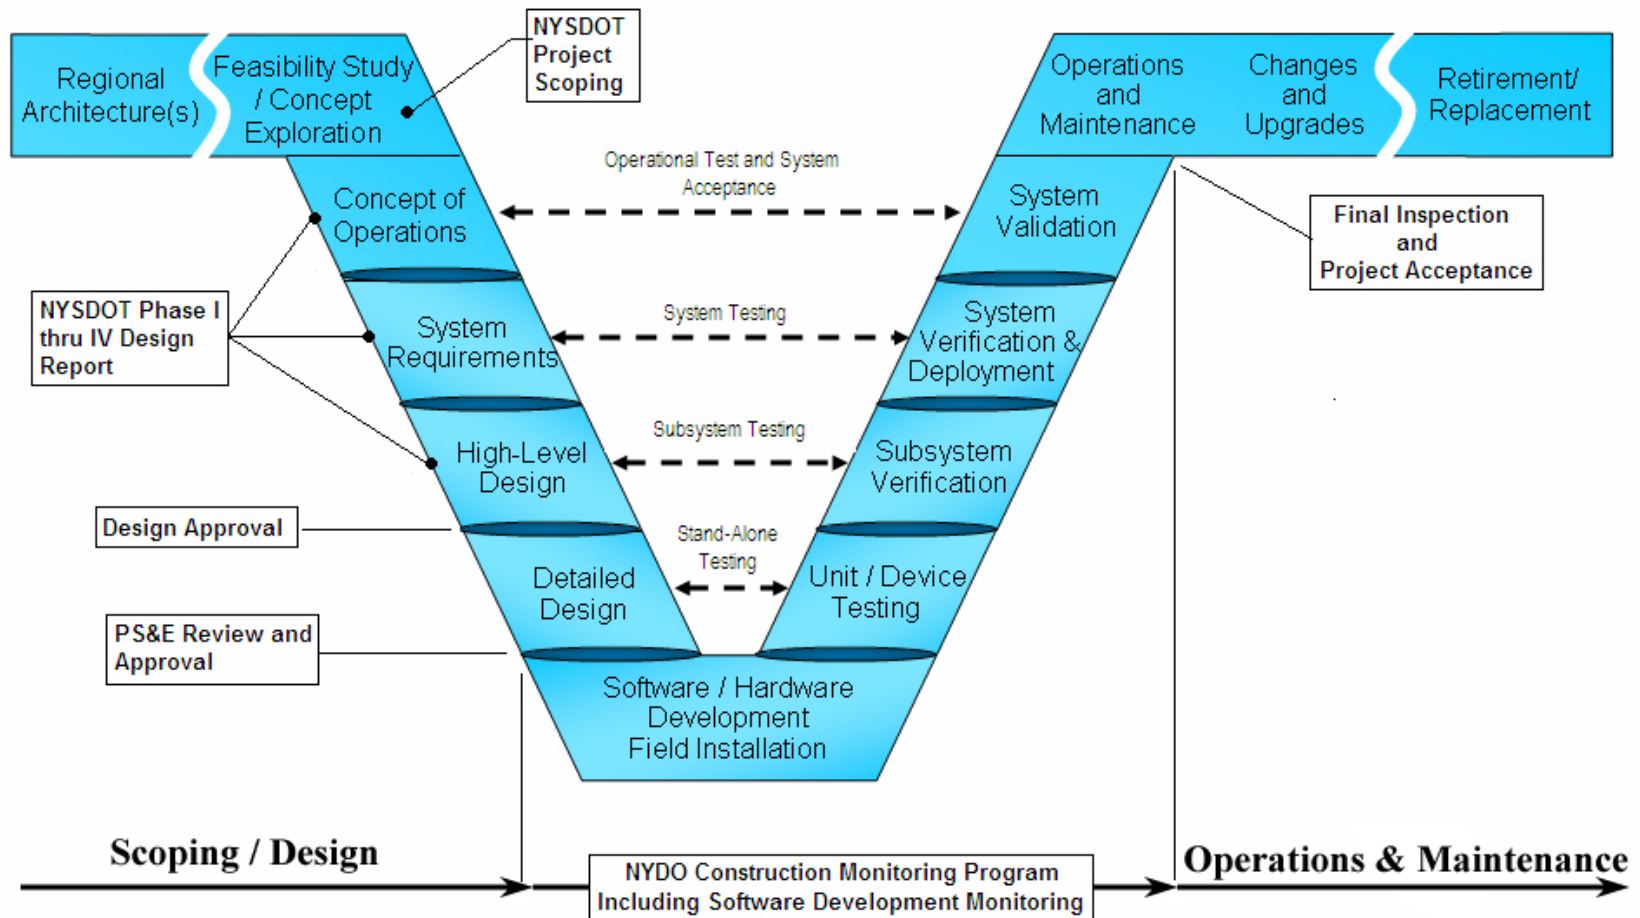 NYSDOT
Project
Scoping
Regional
Architecture(s)
Feasibility Study
/ Concept
Exploration
Operations
and
Maintenance
Changes
and
Upgrades
Retirement/
Replacement
Operational Test and System
Acceptance
Concept of
Operations
System
Validation
Final Inspection
and
Project Acceptance
NYSDOT Phase I
thru IV Design
Report
System
Requirements
System Testing
System
Verification &
Deployment
High-Level
Design
Subsystem Testing
Subsystem
Verification
Design Approval
Stand-Alone
Testing
Detailed
Design
Unit / Device
Testing
PS&E Review and
Approval
Software / Hardware
Development
Field Installation
Scoping / Design
NYDO Construction Monitoring Program
Including Software Development Monitoring
Operations & Maintenance